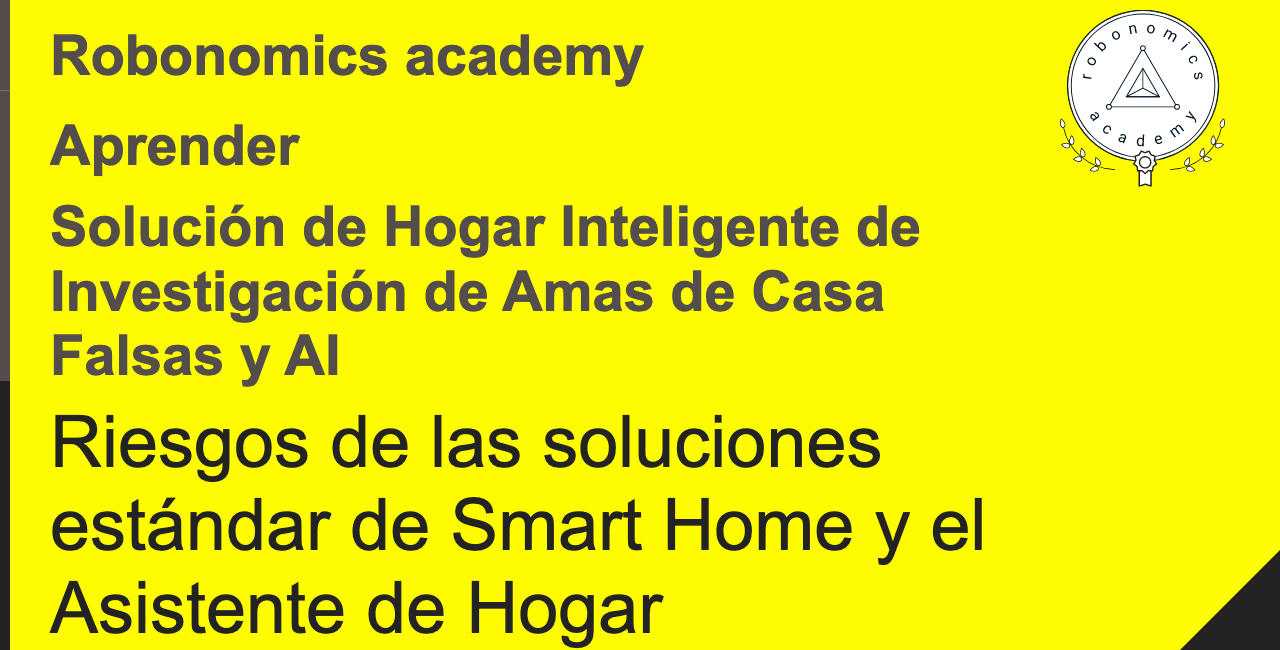 Robonomics academy
Aprender
Solución de Hogar Inteligente de
Investigación de Amas de Casa
Falsas y AI
Riesgos de las soluciones
estándar de Smart Home y el
Asistente de Hogar
robonomics
academy